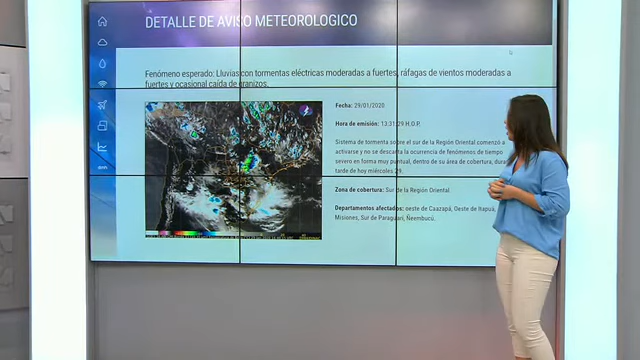 DETALLE DE AVISO METEOROLOGICO
Fenómeno esperado: Lluvias con tormentas eléctricas moderadas a fuertes, ráfagas de vientos moderadas a
fuertes y ocasional caída de granizos.
Fecha: 29/01/2020
Hora de emisión: 13:31:29 H.O.P.
Sistema de tormenta sobre el sur de la Región Oriental comenzó a
activarse y no se descarta la ocurrencia de fenómenos de tiempo
severo en forma muy puntual, dentro de su área de cobertura,
tarde de hoy miércoles 29.
Zona de cobertura: Sur de la Región Oriental.
Departamentos afectados: oeste de Caazapá, Oeste de Itapúa,
Misiones, Sur de Paraguarí, Ñeembucú.